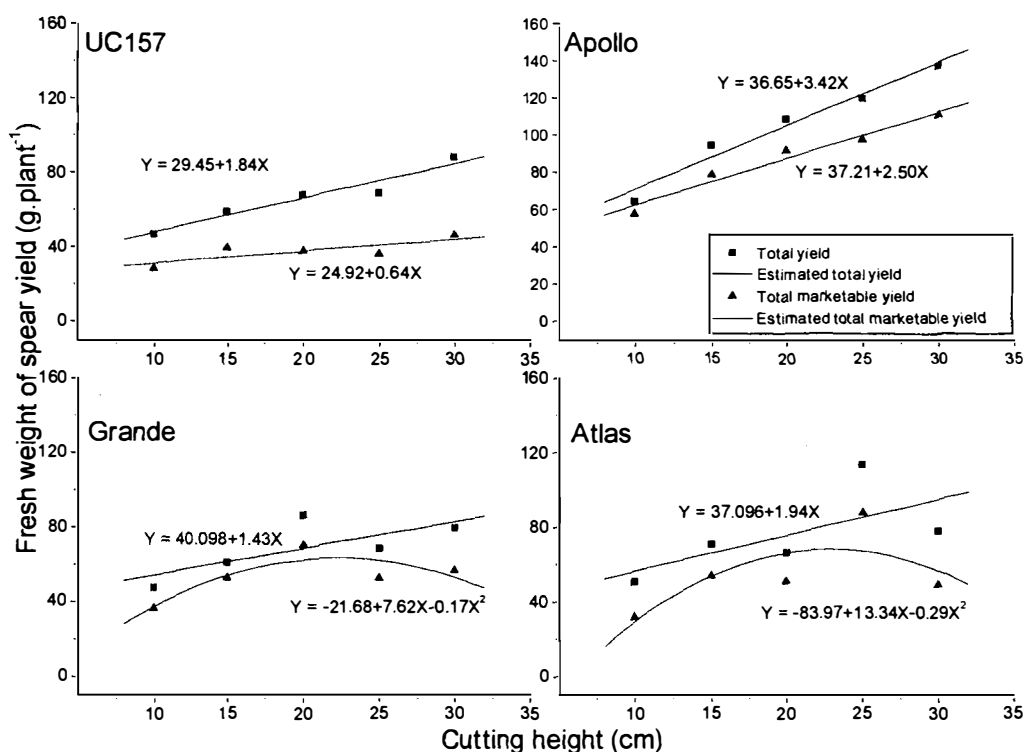 Fresh weight of spear yield (g.plant⁻¹)
160
120
80
40
0
UC157
Y = 29.45+1.84X
Y = 24.92+0.64X
10 15 20 25 30 35
160
140
120
100
80
60
40
20
0
Apollo
Y = 36.65+3.42X
Y = 37.21+2.50X
Total yield
Estimated total yield
Total marketable yield
Estimated total marketable yield
10 15 20 25 30 35
160
120
80
40
0
Grande
Y = 40.098+1.43X
Y = -21.68+7.62X-0.17X²
10 15 20 25 30 35
160
120
80
40
0
Atlas
Y = 37.096+1.94X
Y = -83.97+13.34X-0.29X²
10 15 20 25 30 35
Cutting height (cm)